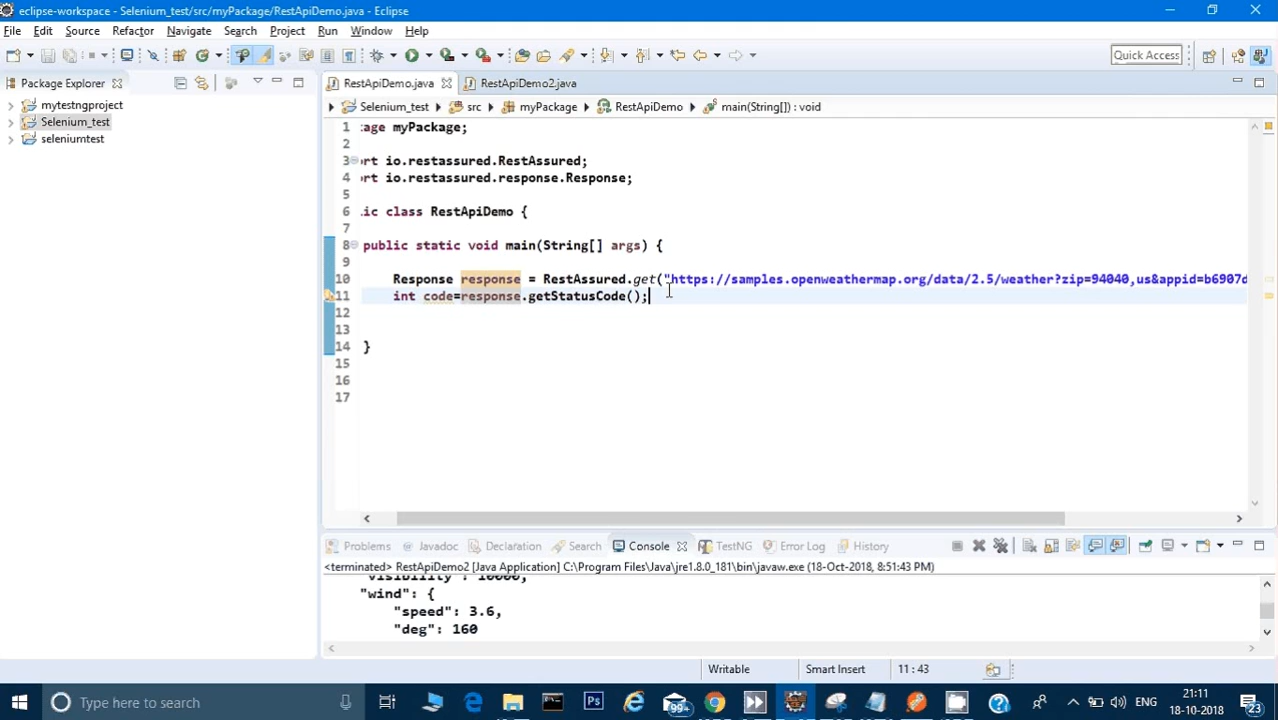 eclipse-workspace - Selenium_test/src/myPackage/RestApiDemo.java - Eclipse
File Edit Source Refactor Navigate Search Project Run Window Help
Quick Access
Package Explorer
RestApiDemo.java RestApiDemo2.java
mytestngproject
Selenium_test
seleniumtest
Selenium_test src myPackage RestApiDemo main(String[]) : void
1 age myPackage;
2
3 rt io.restassured.RestAssured;
4 rt io.restassured.response.Response;
5
6 ic class RestApiDemo {
7
8 public static void main(String[] args) {
9
10 Response response = RestAssured.get("https://samples.openweathermap.org/data/2.5/weather?zip=94040,us&appid=b6907d
11 int code=response.getStatusCode();
12
13
14 }
15
16
17
Problems Javadoc Declaration Search Console TestNG Error Log History
<terminated> RestApiDemo2 [Java Application] C:\Program Files\Java\jre1.8.0_181\bin\javaw.exe (18-Oct-2018, 8:51:43 PM)
"visibility": 10000,
"wind": {
"speed": 3.6,
"deg": 160
Writable Smart Insert 11 : 43
Type here to search
99+
Ps
ENG
21:11
18-10-2018
23